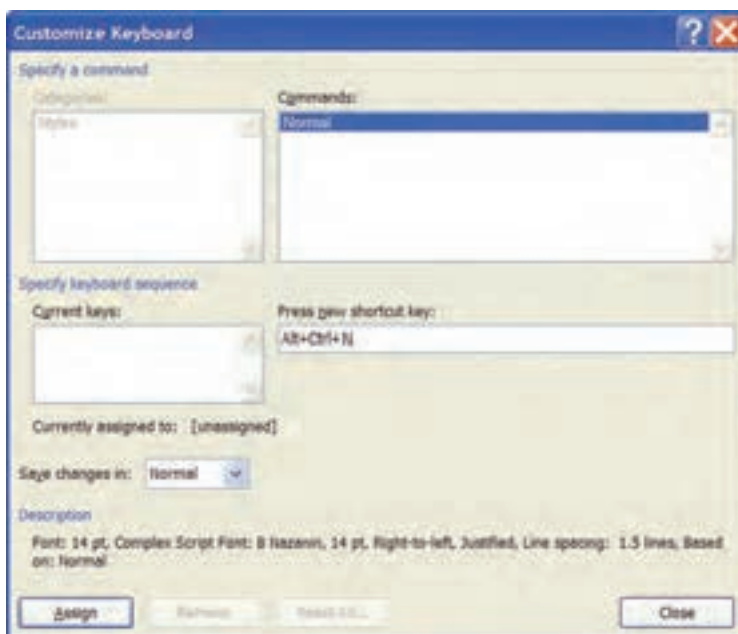 Customize Keyboard
Specify a command
Categories:
Commands:
Styles
Normal
Specify keyboard sequence
Current keys:
Press new shortcut key:
Alt+Ctrl+N
Currently assigned to: [unassigned]
Save changes in: Normal
Description
Font: 14 pt, Complex Script Font: B Nazanin, 14 pt, Right-to-left, Justified, Line spacing: 1.5 lines, Based
on: Normal
Assign
Remove
Reset All...
Close